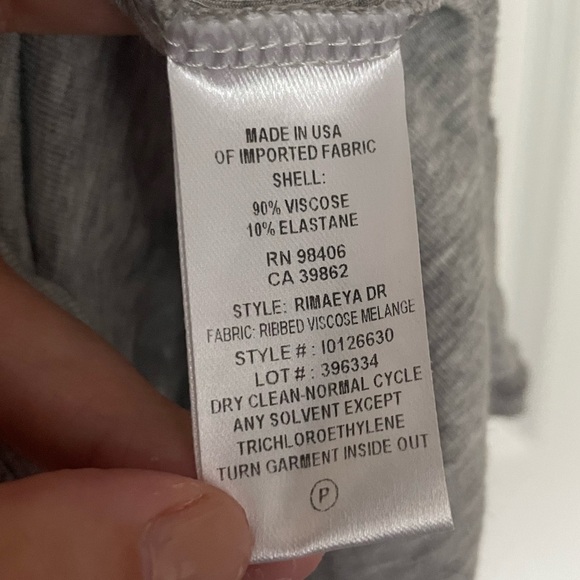 MADE IN USA
OF IMPORTED FABRIC
SHELL:
90% VISCOSE
10% ELASTANE
RN 98406
CA 39862
STYLE: RIMAEYA DR
FABRIC: RIBBED VISCOSE MELANGE
STYLE # : I0126630
LOT # : 396334
DRY CLEAN-NORMAL CYCLE
ANY SOLVENT EXCEPT
TRICHLOROETHYLENE
TURN GARMENT INSIDE OUT
P